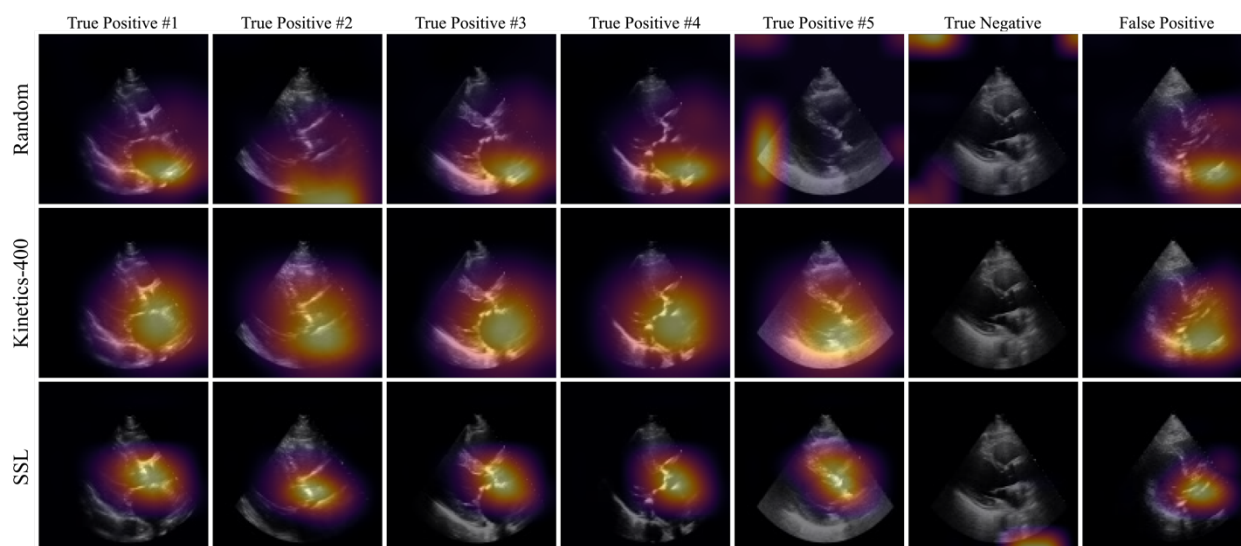 True Positive #1 True Positive #2 True Positive #3 True Positive #4 True Positive #5 True Negative False Positive
Random
Kinetics-400
SSL